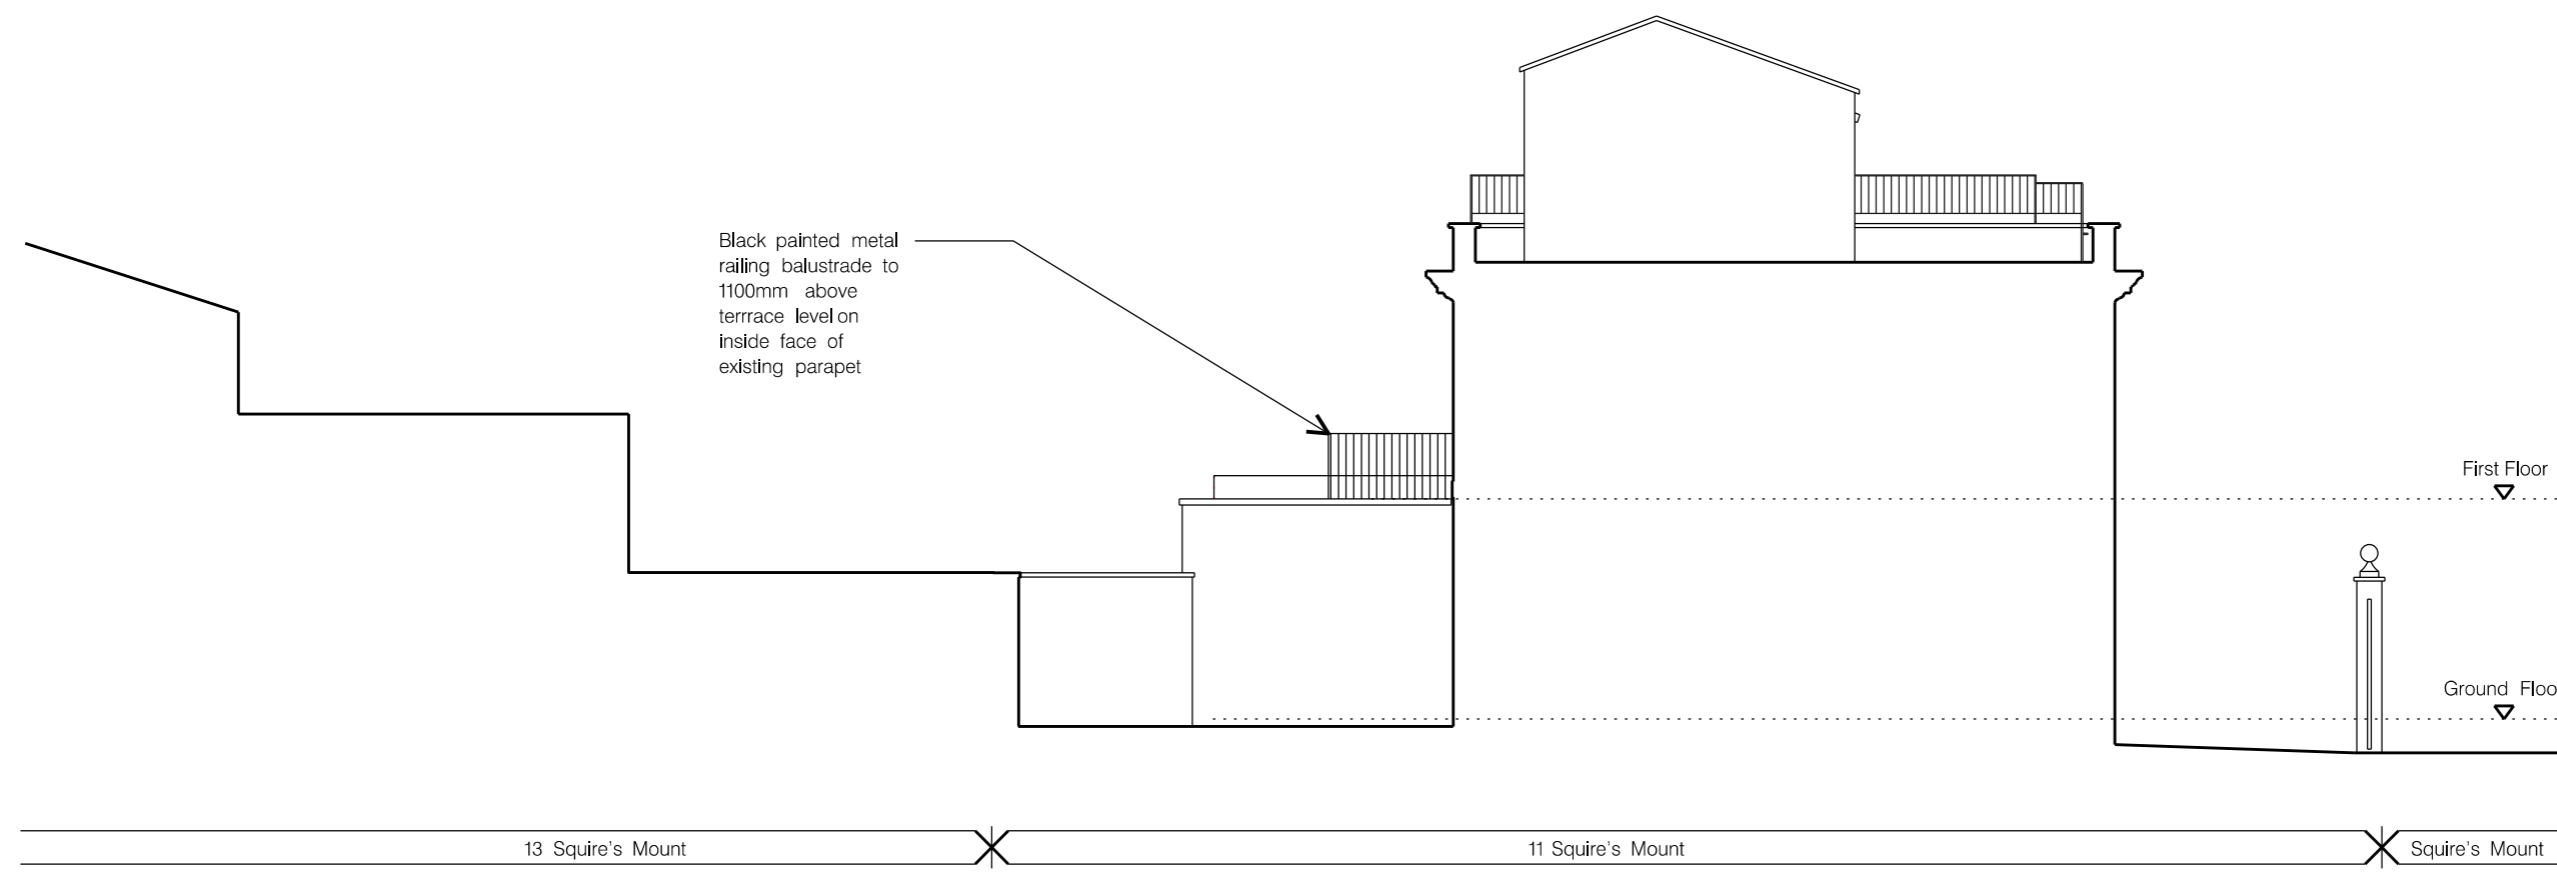 Black painted metal
railing balustrade to
1100mm above
terrrace level on
inside face of
existing parapet
First Floor
Ground Floo
13 Squire's Mount
11 Squire's Mount
Squire's Mount